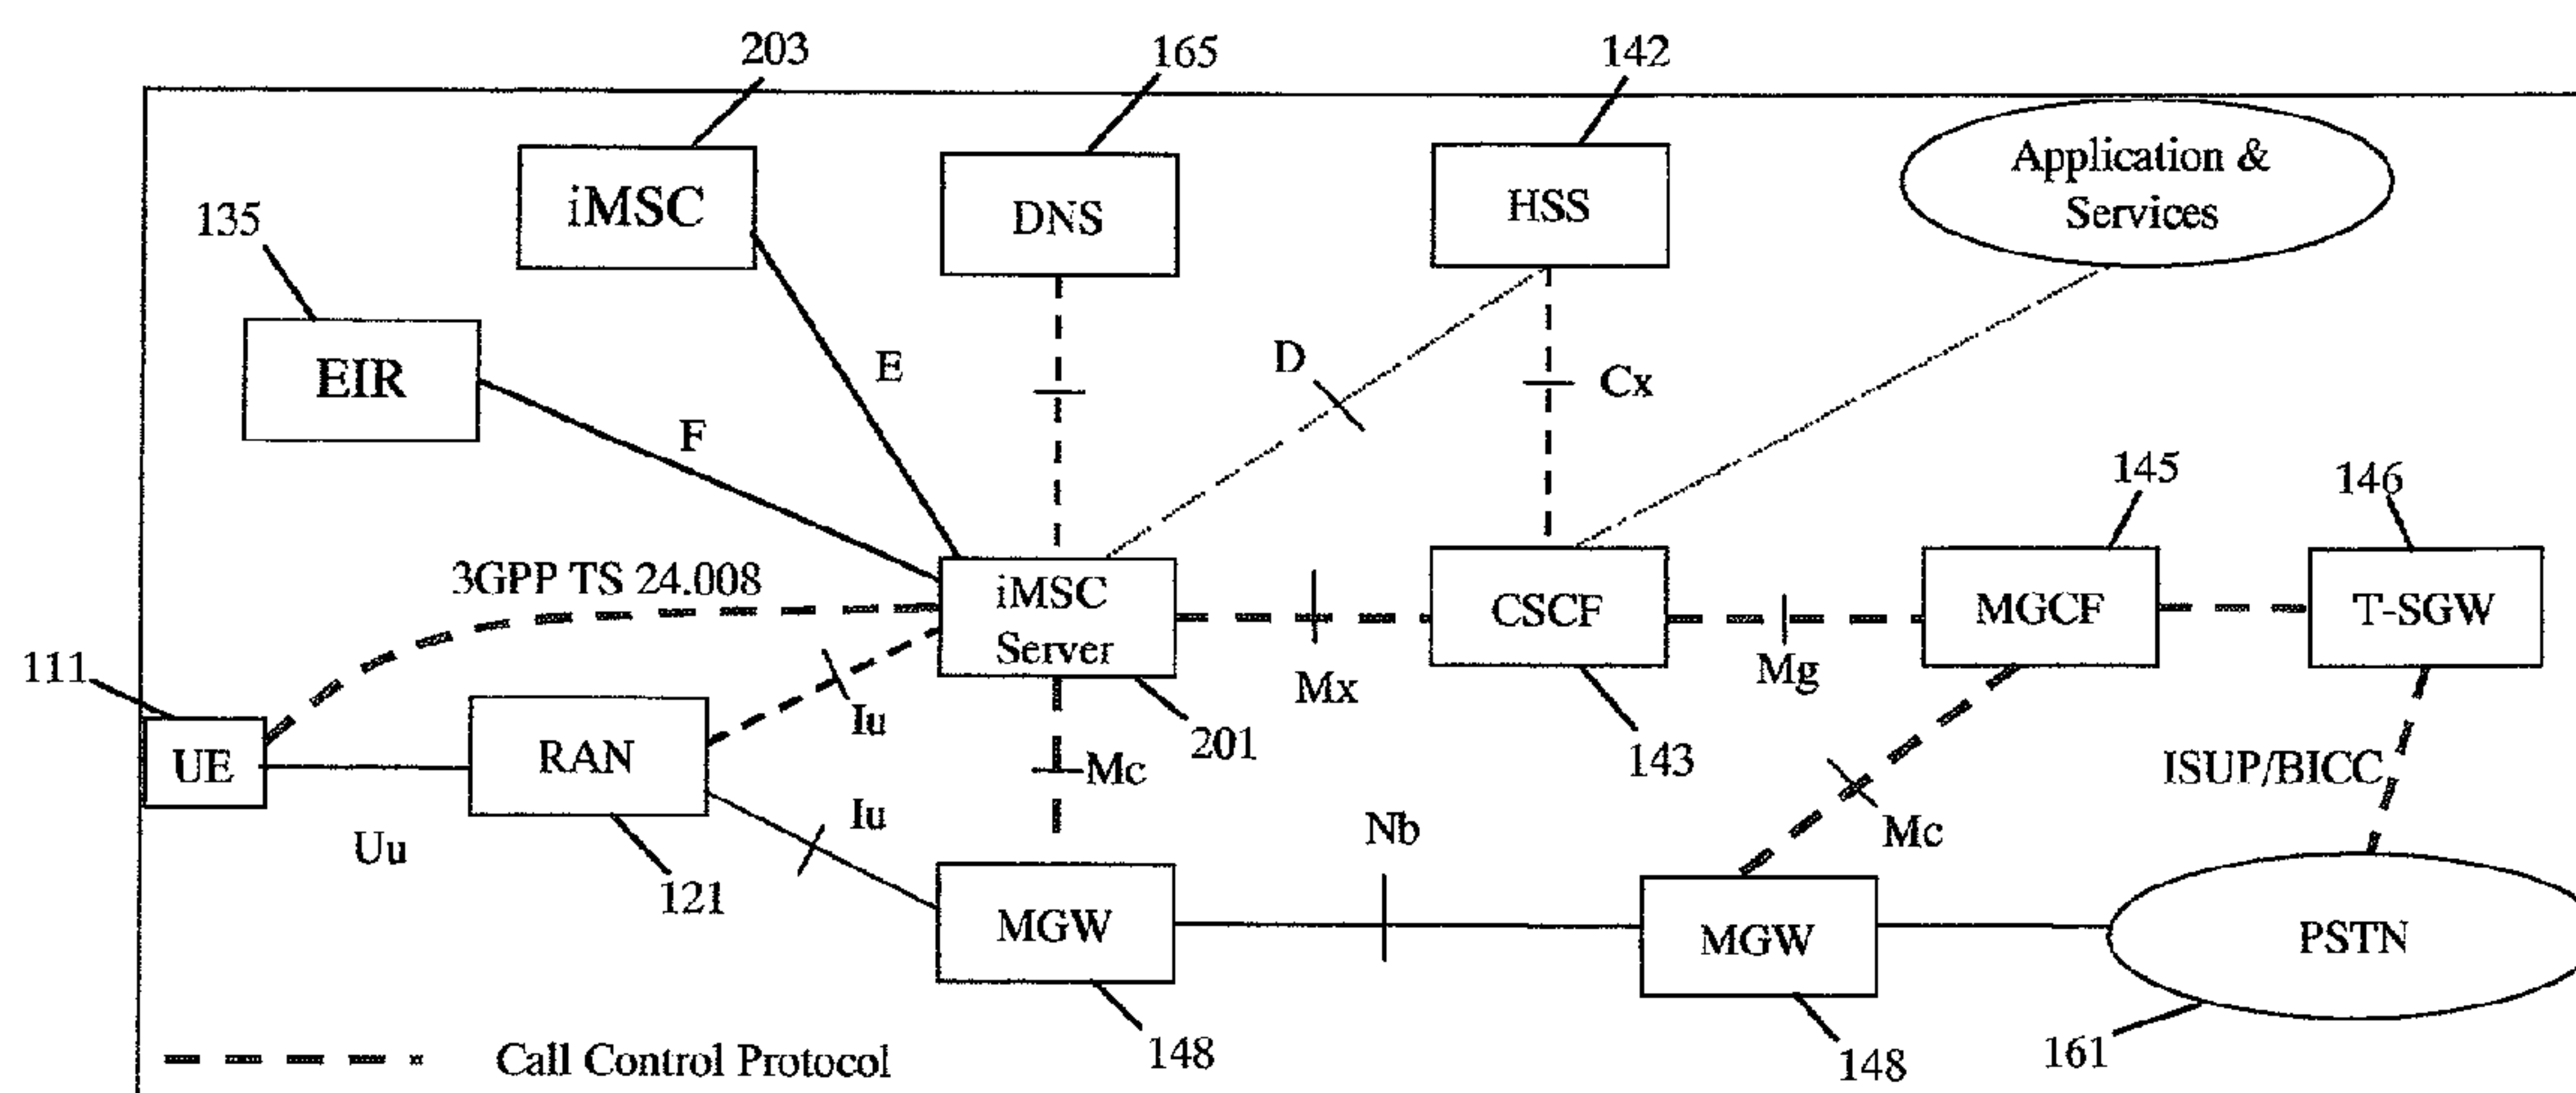 203
165
142
iMSC
DNS
HSS
Application &
Services
135
EIR
E
D
Cx
F
145
146
3GPP TS 24.008
iMSC
Server
CSCF
MGCF
T-SGW
111
UE
RAN
Iu
Mx
Mg
201
143
Mc
ISUP/BICC
Uu
Iu
Nb
Mc
121
MGW
MGW
PSTN
148
148
161
Call Control Protocol